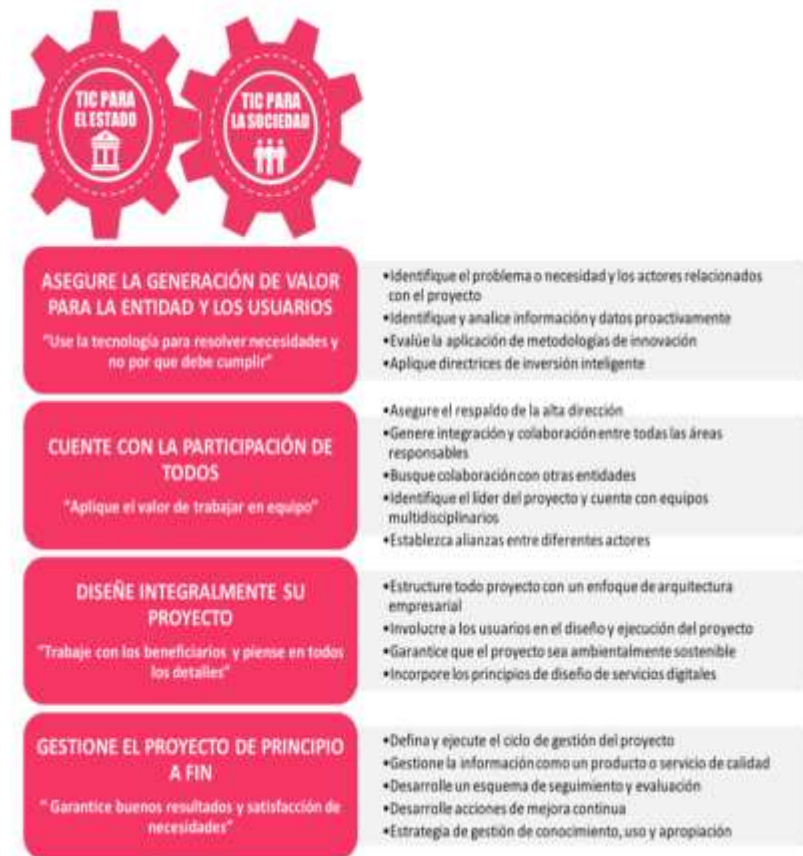 TIC PARA
EL ESTADO
TIC PARA
LA SOCIEDAD
ASEGURE LA GENERACIÓN DE VALOR
PARA LA ENTIDAD Y LOS USUARIOS
"Use la tecnología para resolver necesidades y
no por que debe cumplir"
•Identifique el problema o necesidad y los actores relacionados
con el proyecto
•Identifique y analice información y datos proactivamente
•Evalúe la aplicación de metodologías de innovación
•Aplique directrices de inversión inteligente
CUENTE CON LA PARTICIPACIÓN DE
TODOS
"Aplique el valor de trabajar en equipo"
•Asegure el respaldo de la alta dirección
•Genere integración y colaboración entre todas las áreas
responsables
•Busque colaboración con otras entidades
•Identifique el líder del proyecto y cuente con equipos
multidisciplinarios
•Establezca alianzas entre diferentes actores
DISEÑE INTEGRALMENTE SU
PROYECTO
"Trabaje con los beneficiarios y piense en todos
los detalles"
•Estructure todo proyecto con un enfoque de arquitectura
empresarial
•Involucre a los usuarios en el diseño y ejecución del proyecto
•Garantice que el proyecto sea ambientalmente sostenible
•Incorpore los principios de diseño de servicios digitales
GESTIONE EL PROYECTO DE PRINCIPIO
A FIN
" Garantice buenos resultados y satisfacción de
necesidades"
•Defina y ejecute el ciclo de gestión del proyecto
•Gestione la información como un producto o servicio de calidad
•Desarrolle un esquema de seguimiento y evaluación
•Desarrolle acciones de mejora continua
•Estrategia de gestión de conocimiento, uso y apropiación